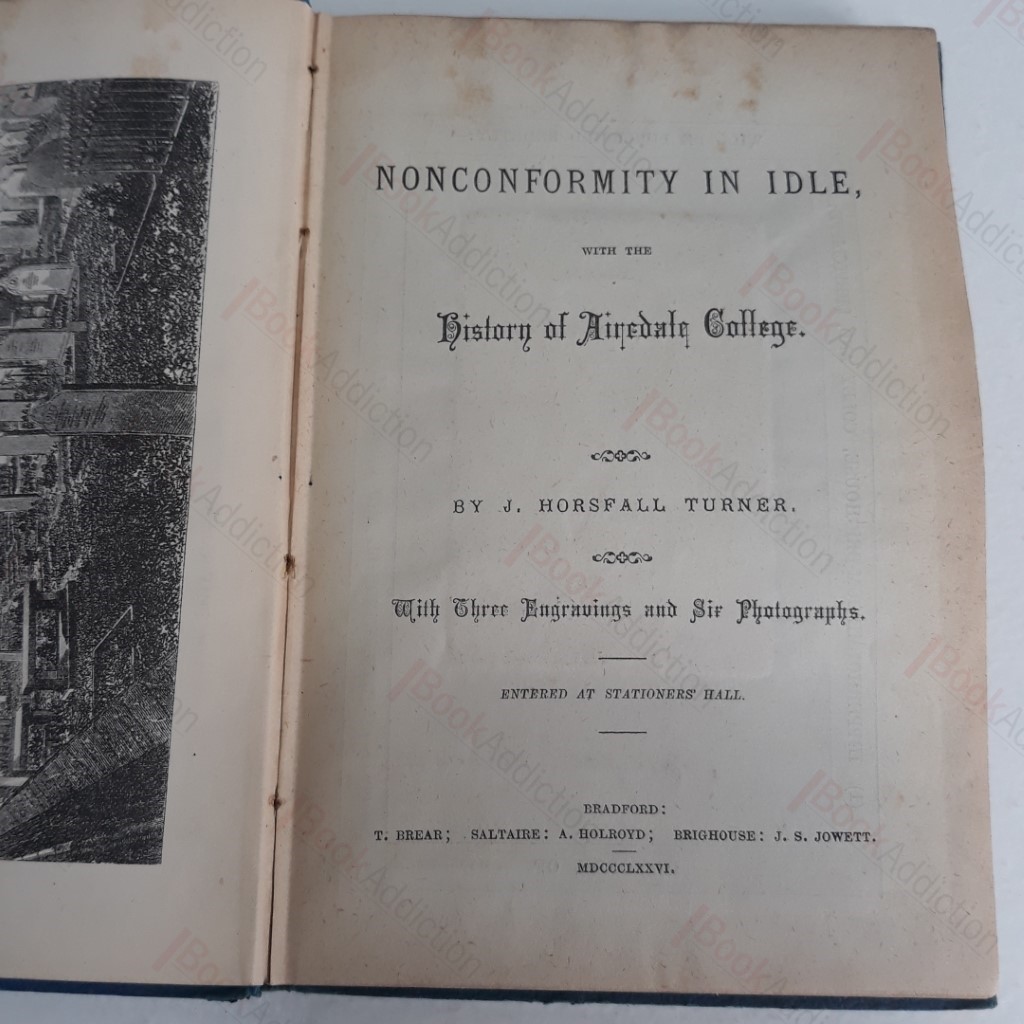 NONCONFORMITY IN IDLE,
WITH THE
History of Airedale College.
BY J. HORSFALL TURNER.
With Three Engravings and Six Photographs.
ENTERED AT STATIONERS' HALL.
BRADFORD:
T. BREAR; SALTAIRE: A. HOLROYD; BRIGHOUSE: J. S. JOWETT.
MDCCCLXXVI.
BookAddiction